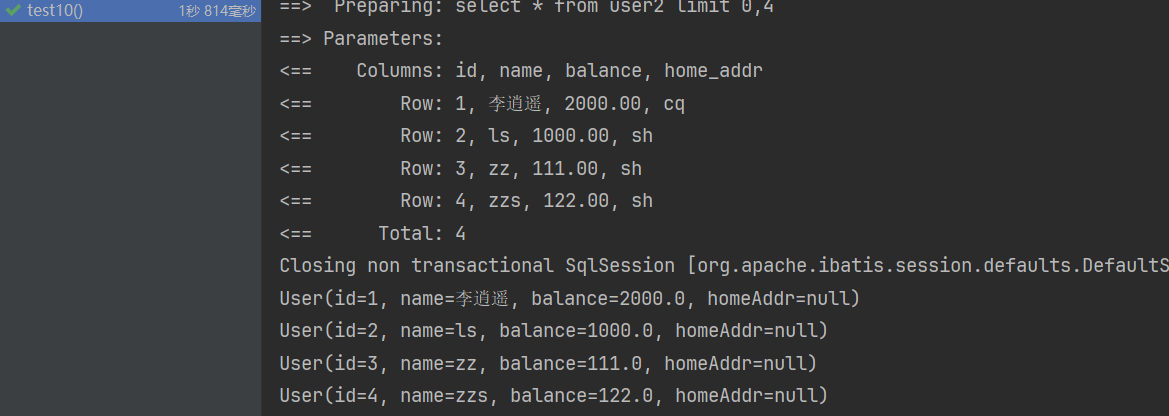 test10() 1秒 814毫秒
==>  Preparing: select * from user2 limit 0,4
==> Parameters:
<==    Columns: id, name, balance, home_addr
<==        Row: 1, 李逍遥, 2000.00, cq
<==        Row: 2, ls, 1000.00, sh
<==        Row: 3, zz, 111.00, sh
<==        Row: 4, zzs, 122.00, sh
<==      Total: 4
Closing non transactional SqlSession [org.apache.ibatis.session.defaults.DefaultS
User(id=1, name=李逍遥, balance=2000.0, homeAddr=null)
User(id=2, name=ls, balance=1000.0, homeAddr=null)
User(id=3, name=zz, balance=111.0, homeAddr=null)
User(id=4, name=zzs, balance=122.0, homeAddr=null)